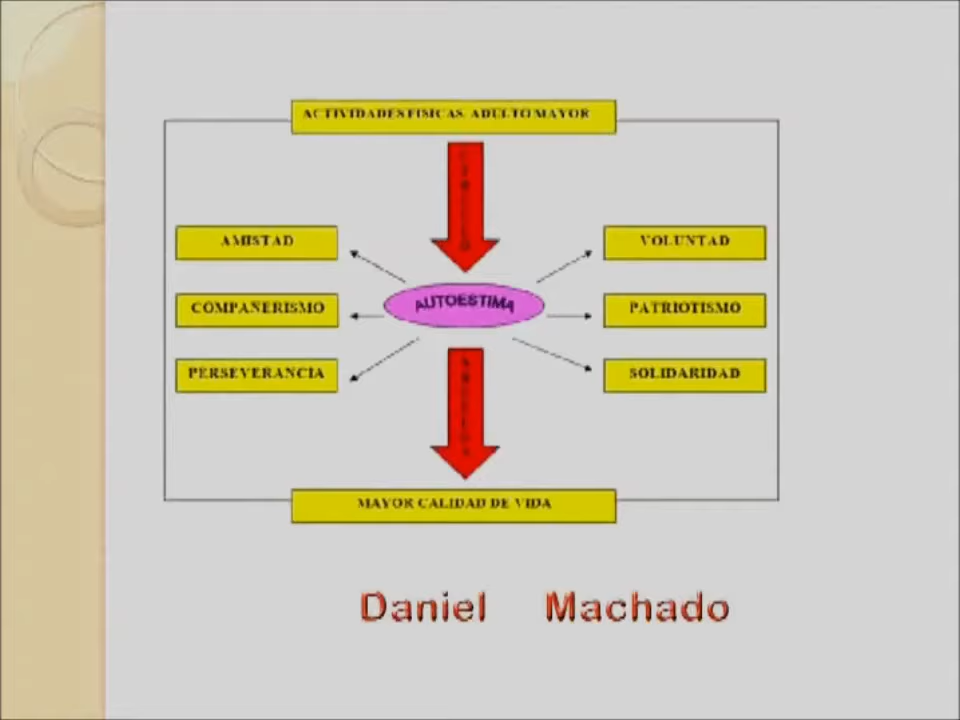 ACTIVIDADES FISICAS ADULTO MAYOR
AMISTAD
VOLUNTAD
AUTOESTIMA
COMPAÑERISMO
PATRIOTISMO
PERSEVERANCIA
SOLIDARIDAD
MAYOR CALIDAD DE VIDA
Daniel Machado